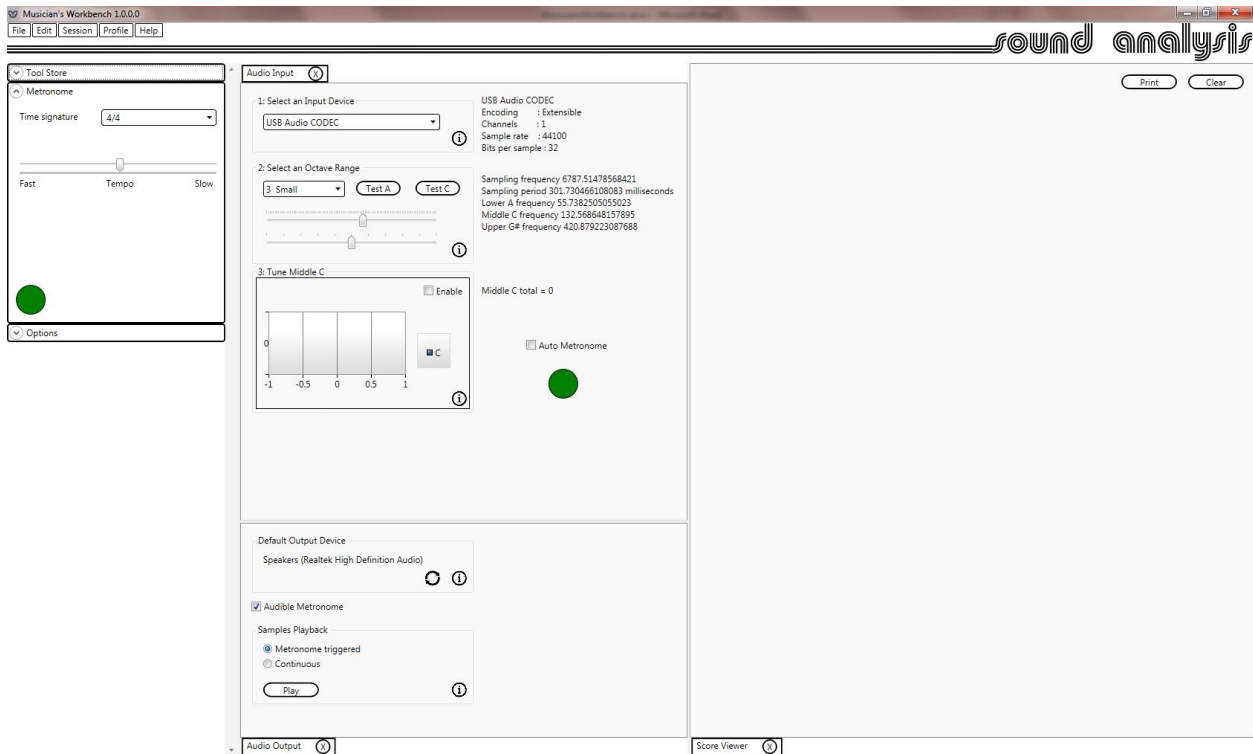 Musician's Workbench 1.0.0.0
File Edit Session Profile Help
sound analysis
Tool Store
Metronome
Time signature 4/4
Fast Tempo Slow
Options
Audio Input X
1: Select an Input Device
USB Audio CODEC
i
USB Audio CODEC
Encoding : Extensible
Channels : 1
Sample rate : 44100
Bits per sample : 32
2: Select an Octave Range
3 Small Test A Test C
i
Sampling frequency 6787.51478568421
Sampling period 301.730466108083 milliseconds
Lower A frequency 55.7382505055023
Middle C frequency 132.568648157895
Upper G# frequency 420.879223087688
3: Tune Middle C
Enable
0
C
-1 -0.5 0 0.5 1
i
Middle C total = 0
Auto Metronome
Default Output Device
Speakers (Realtek High Definition Audio)
i
Audible Metronome
Samples Playback
Metronome triggered
Continuous
Play
i
Audio Output X
Print Clear
Score Viewer X